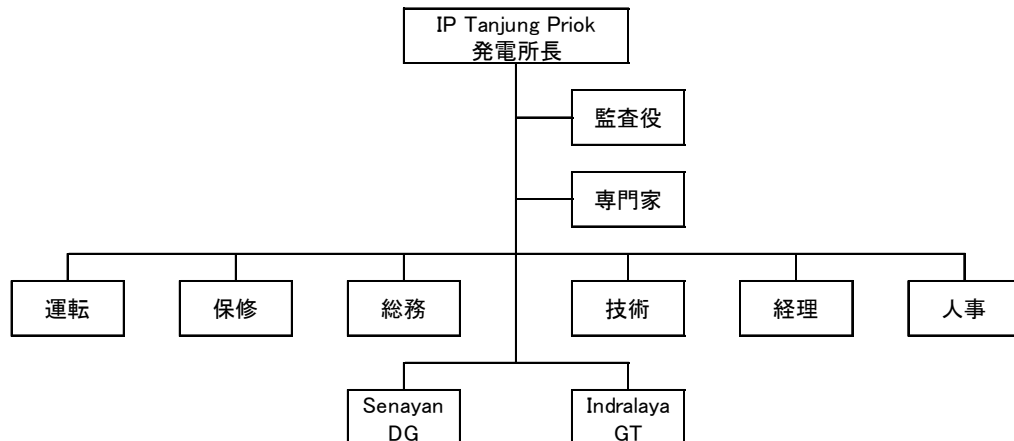 IP Tanjung Priok
発電所長
監査役
専門家
運転
保修
総務
技術
経理
人事
Senayan
DG
Indralaya
GT